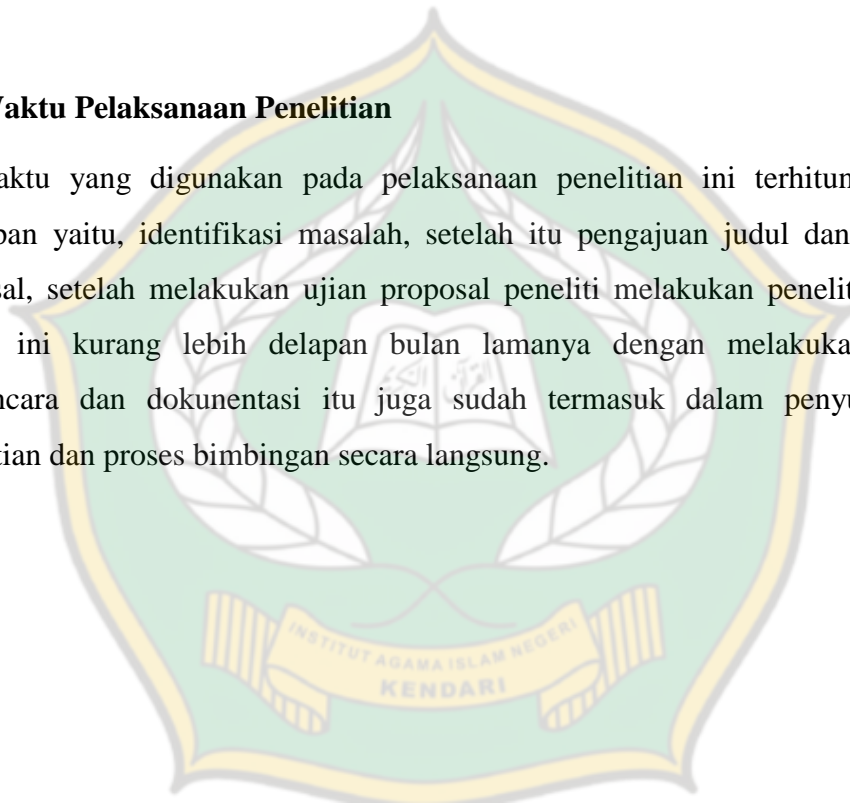 Waktu Pelaksanaan Penelitian
aktu yang digunakan pada pelaksanaan penelitian ini terhitun
pan yaitu, identifikasi masalah, setelah itu pengajuan judul dan
sal, setelah melakukan ujian proposal peneliti melakukan penelit
ini kurang lebih delapan bulan lamanya dengan melakuka
ncara dan dokunentasi itu juga sudah termasuk dalam penyu
tian dan proses bimbingan secara langsung.
INSTITUT AGAMA ISLAM NEGERI
KENDARI